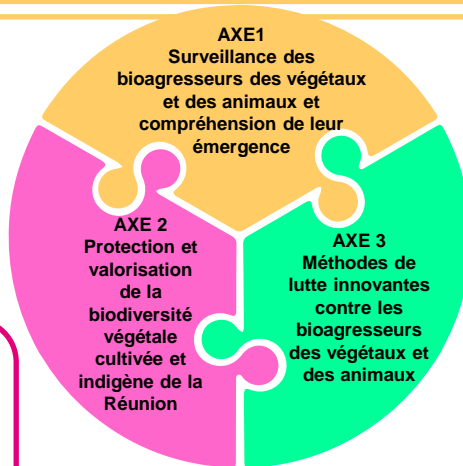 AXE1
Surveillance des
bioagresseurs des végétaux
et des animaux et
compréhension de leur
émergence
AXE 2
Protection et
valorisation
de la
biodiversité
végétale
cultivée et
indigène de la
Réunion
AXE 3
Méthodes de
lutte innovantes
contre les
bioagresseurs
des végétaux et
des animaux